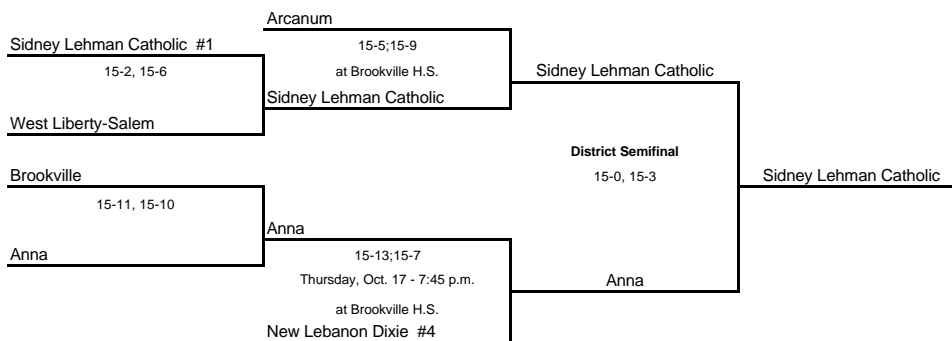 Arcanum
Sidney Lehman Catholic #1
15-5;15-9
15-2, 15-6
at Brookville H.S.
Sidney Lehman Catholic
Sidney Lehman Catholic
West Liberty-Salem
District Semifinal
Brookville
15-0, 15-3
Sidney Lehman Catholic
15-11, 15-10
Anna
Anna
15-13;15-7
Thursday, Oct. 17 - 7:45 p.m.
Anna
at Brookville H.S.
New Lebanon Dixie #4